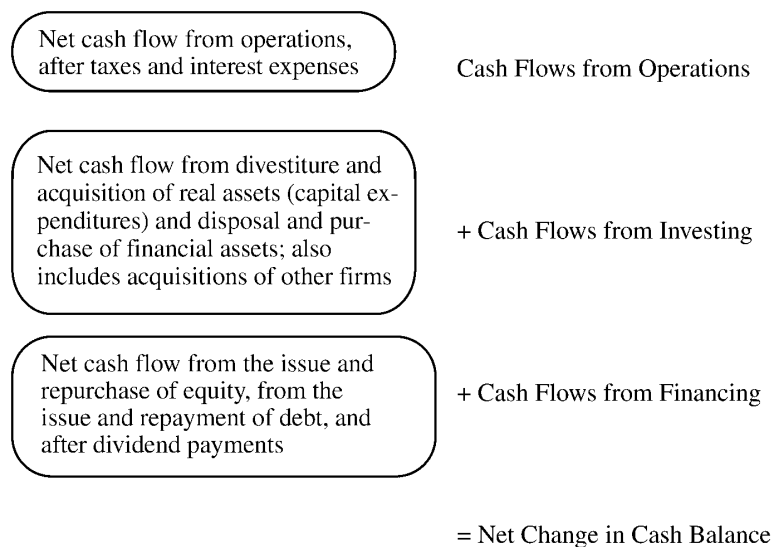 Net cash flow from operations,
after taxes and interest expenses
Cash Flows from Operations
Net cash flow from divestiture and
acquisition of real assets (capital ex-
penditures) and disposal and pur-
chase of financial assets; also
includes acquisitions of other firms
+ Cash Flows from Investing
Net cash flow from the issue and
repurchase of equity, from the
issue and repayment of debt, and
after dividend payments
+ Cash Flows from Financing
= Net Change in Cash Balance